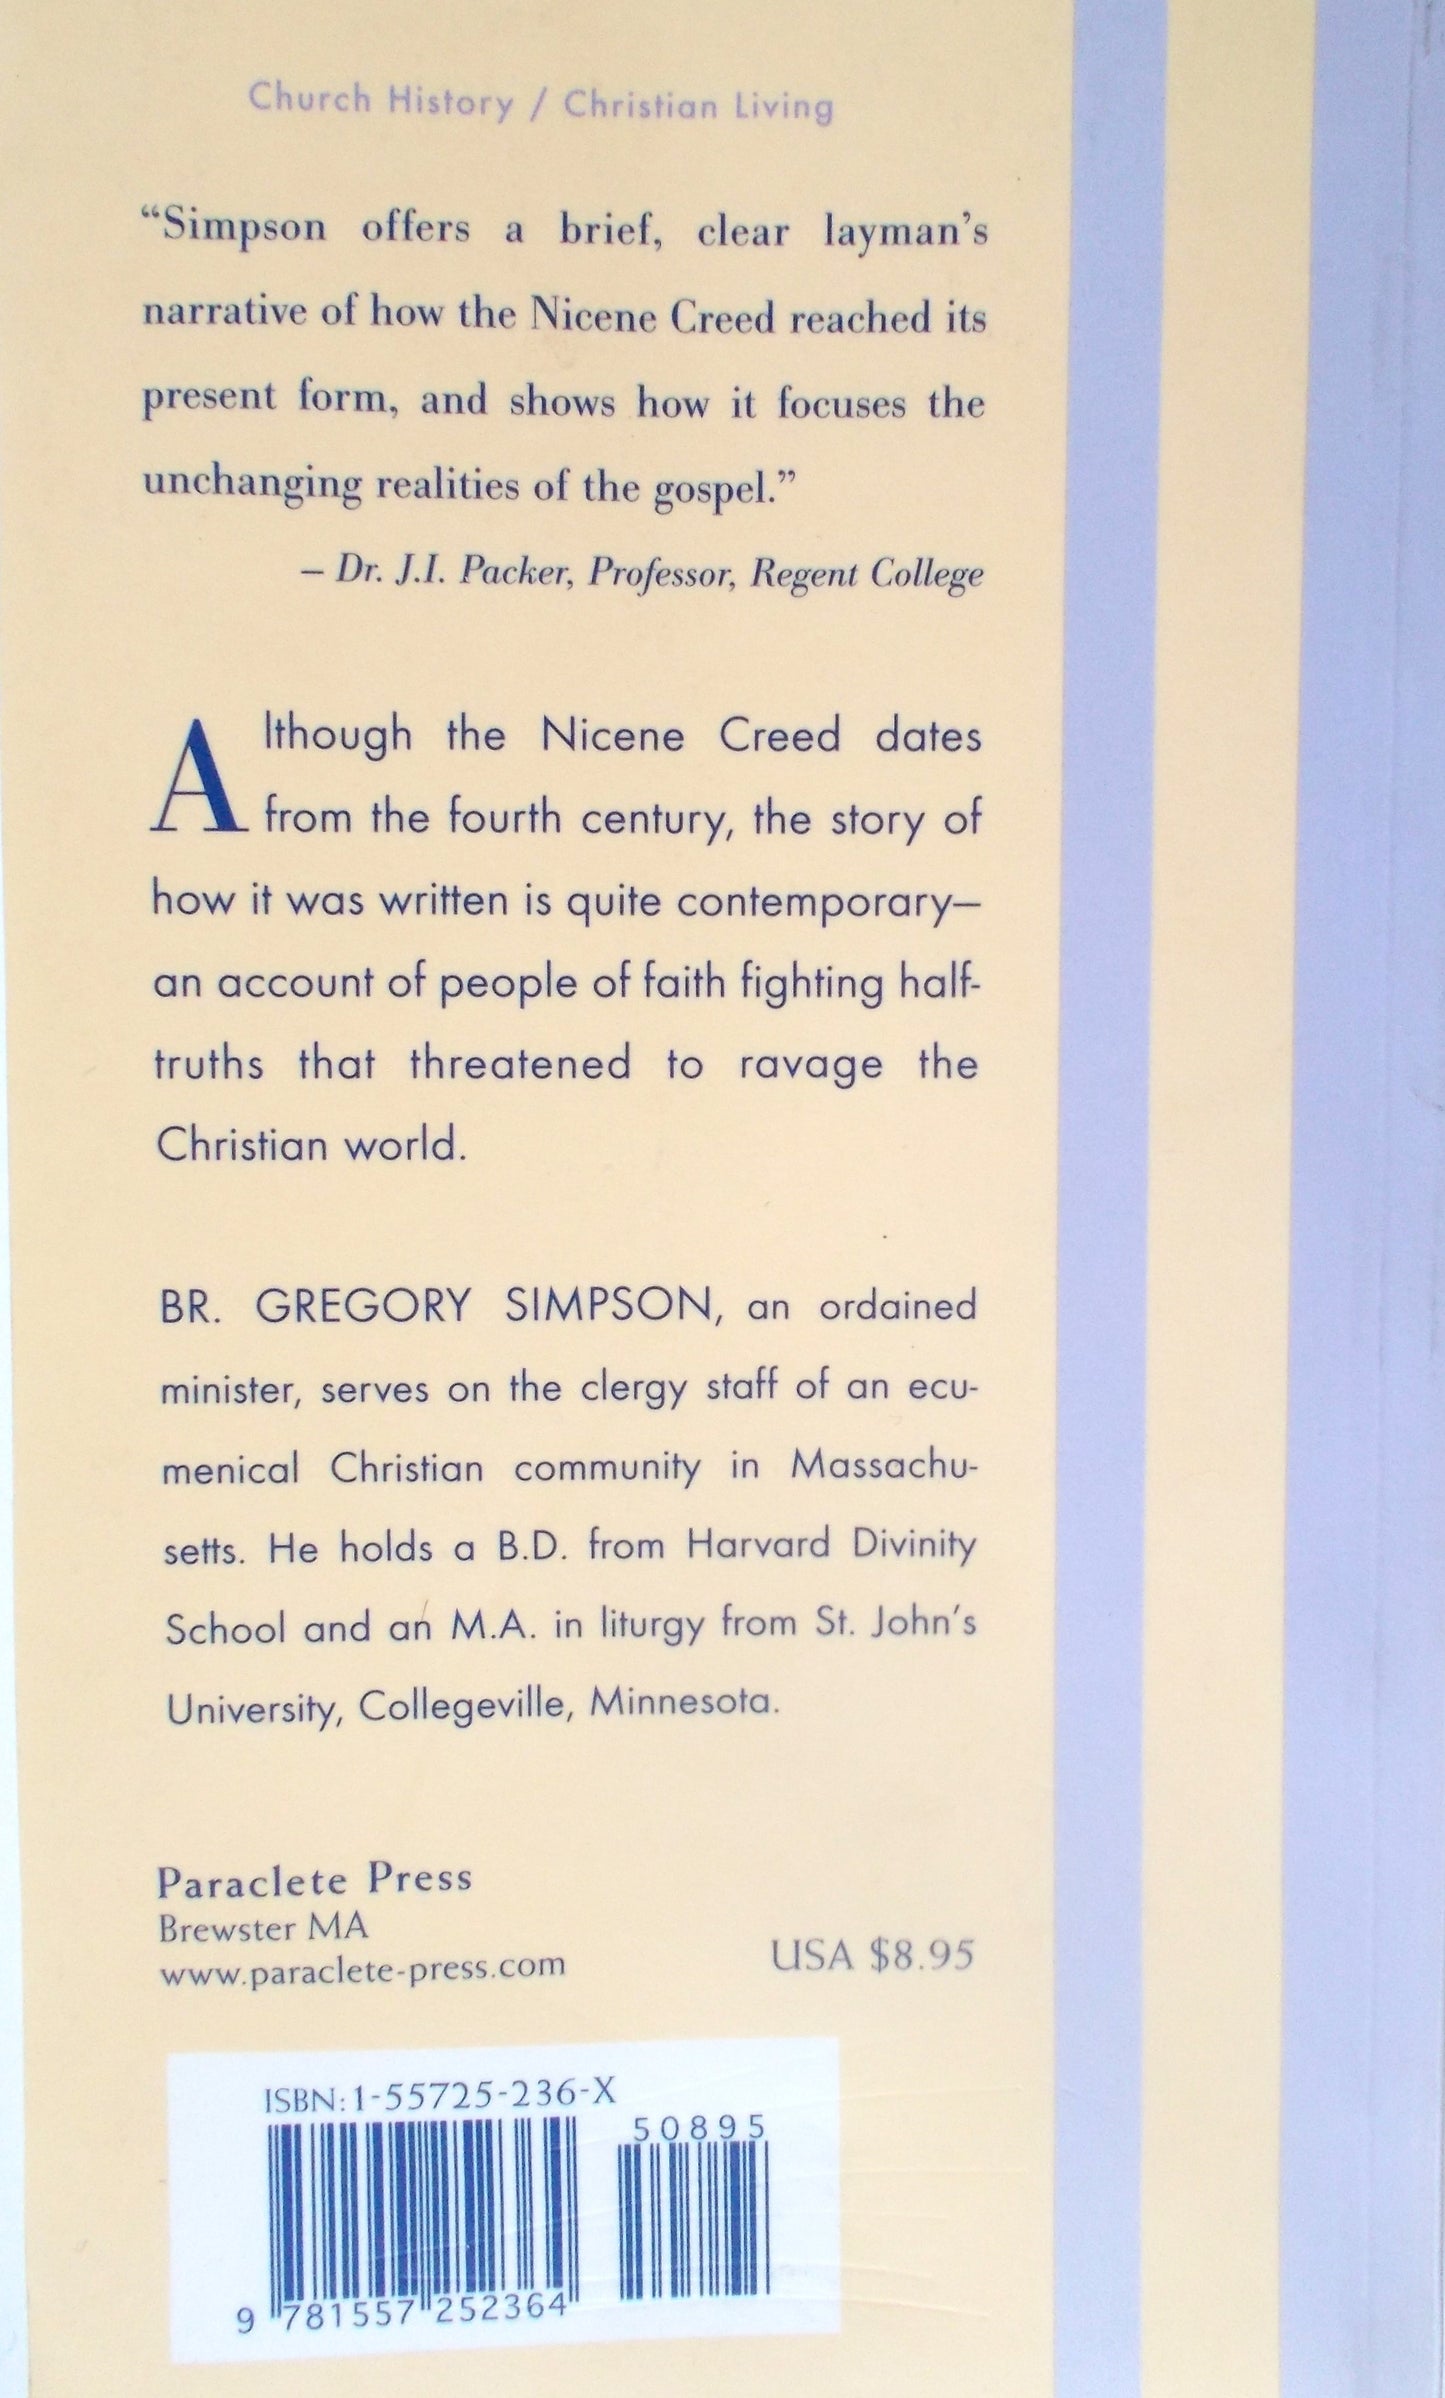 Church History / Christian Living
“Simpson offers a brief, clear layman’s
narrative of how the Nicene Creed reached its
present form, and shows how it focuses the
unchanging realities of the gospel.”
– Dr. J.I. Packer, Professor, Regent College
Although the Nicene Creed dates
from the fourth century, the story of
how it was written is quite contemporary—
an account of people of faith fighting half-
truths that threatened to ravage the
Christian world.
BR. GREGORY SIMPSON, an ordained
minister, serves on the clergy staff of an ecu-
menical Christian community in Massachu-
setts. He holds a B.D. from Harvard Divinity
School and an M.A. in liturgy from St. John’s
University, Collegeville, Minnesota.
Paraclete Press
Brewster MA
www.paraclete-press.com
USA $8.95
ISBN:1-55725-236-X
50895
9 781557 252364